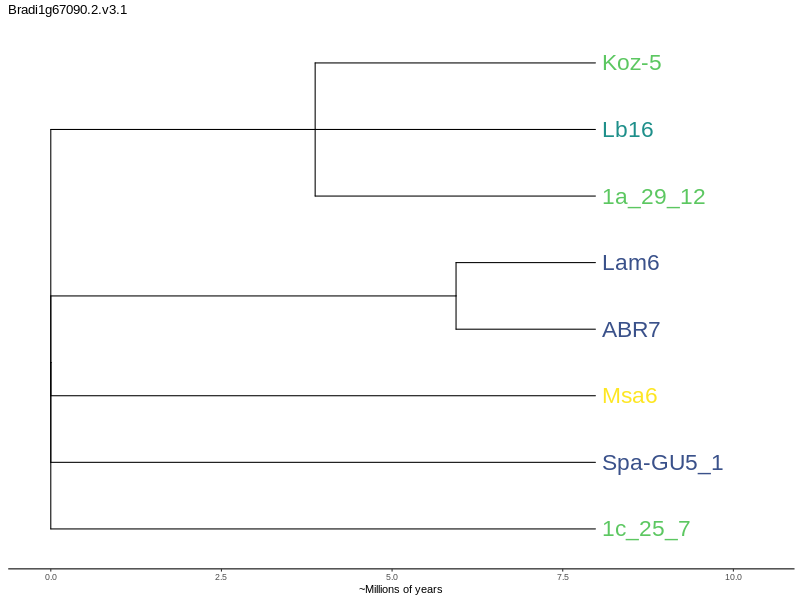 Bradi1g67090.2.v3.1
Koz-5
Lb16
1a_29_12
Lam6
ABR7
Msa6
Spa-GU5_1
1c_25_7
0.0 2.5 5.0 7.5 10.0
~Millions of years